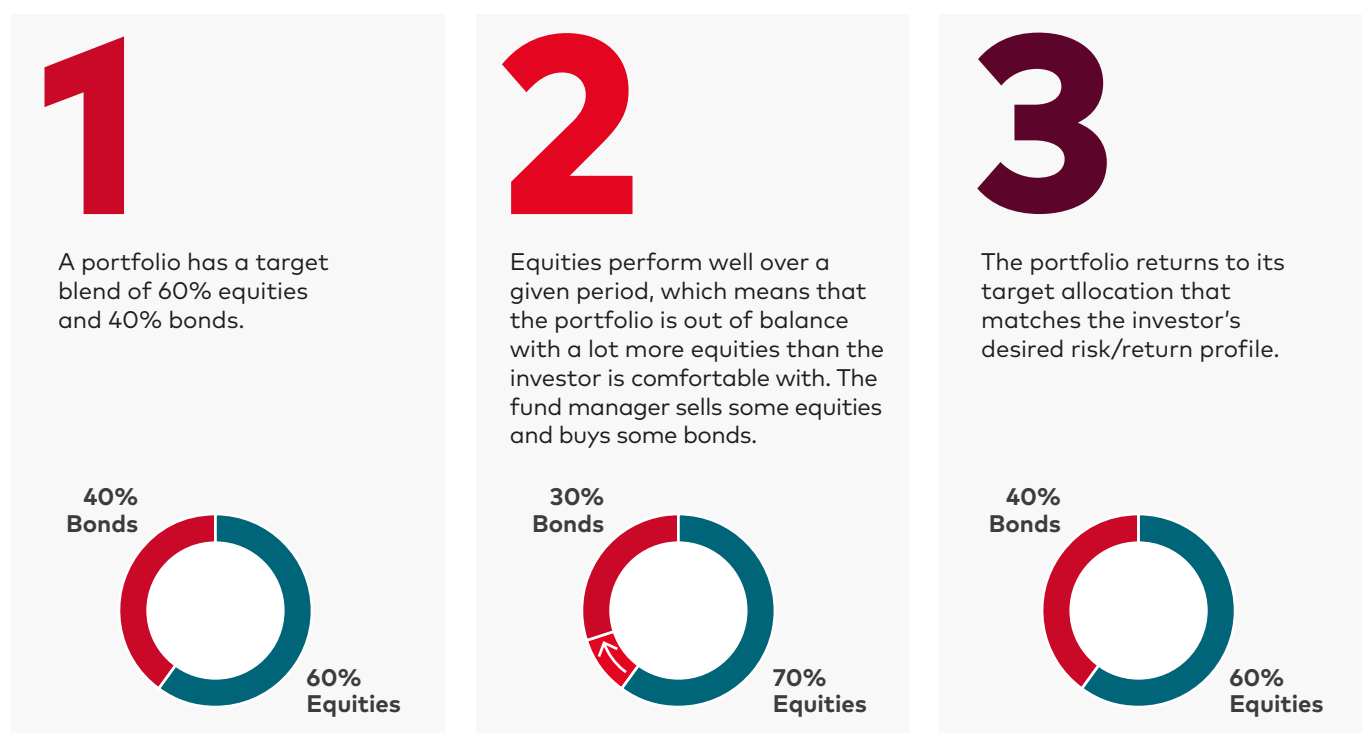 1
A portfolio has a target
blend of 60% equities
and 40% bonds.
40%
Bonds
60%
Equities
2
Equities perform well over a
given period, which means that
the portfolio is out of balance
with a lot more equities than the
investor is comfortable with. The
fund manager sells some equities
and buys some bonds.
30%
Bonds
70%
Equities
3
The portfolio returns to its
target allocation that
matches the investor’s
desired risk/return profile.
40%
Bonds
60%
Equities